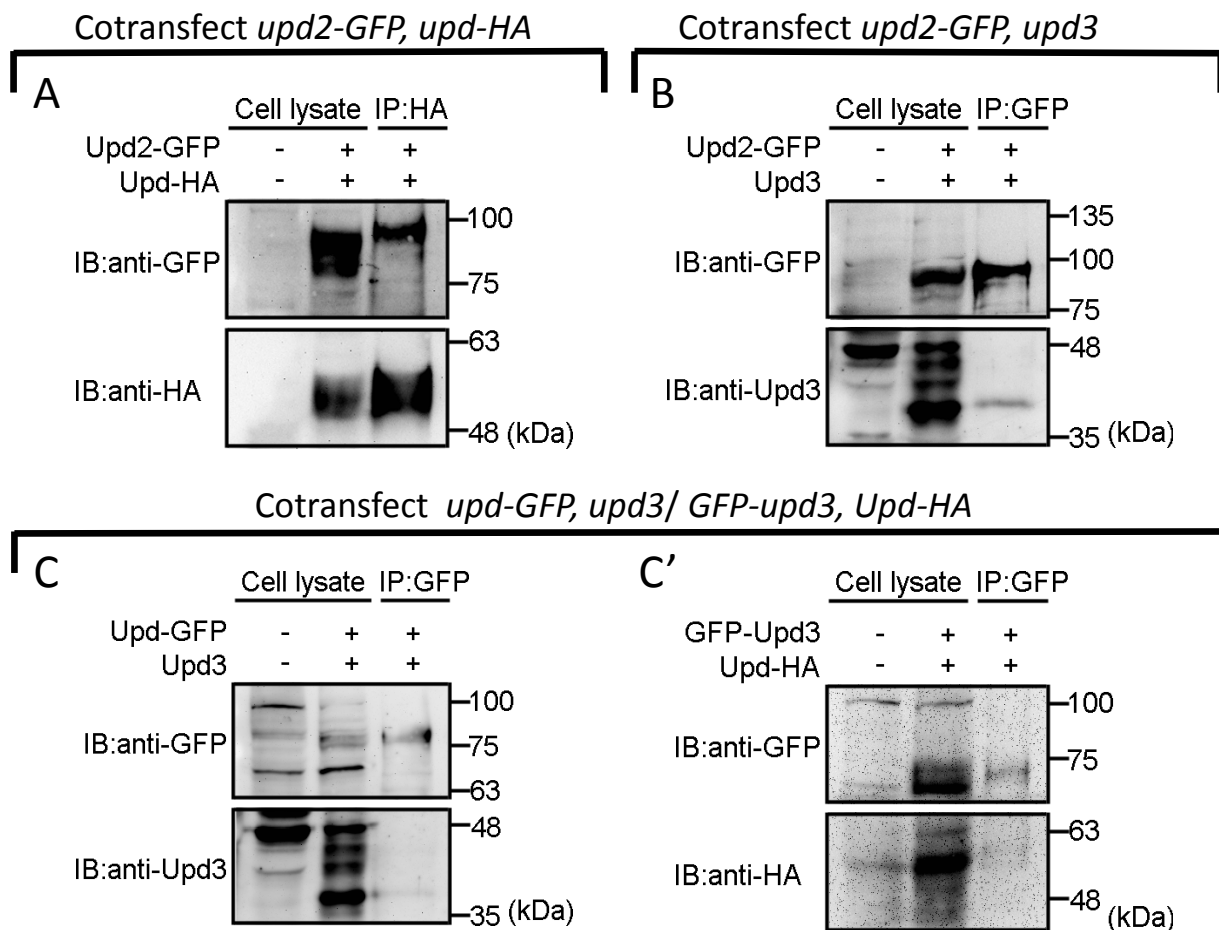 Cotransfect upd2-GFP, upd-HA
A
Cell lysate IP:HA
Upd2-GFP - + +
Upd-HA - + +
IB:anti-GFP
100
75
IB:anti-HA
63
48 (kDa)
Cotransfect upd2-GFP, upd3
B
Cell lysate IP:GFP
Upd2-GFP - + +
Upd3 - + +
IB:anti-GFP
135
100
75
IB:anti-Upd3
48
35 (kDa)
Cotransfect upd-GFP, upd3/ GFP-upd3, Upd-HA
C
Cell lysate IP:GFP
Upd-GFP - + +
Upd3 - + +
IB:anti-GFP
100
75
63
IB:anti-Upd3
48
35 (kDa)
C’
Cell lysate IP:GFP
GFP-Upd3 - + +
Upd-HA - + +
IB:anti-GFP
100
75
IB:anti-HA
63
48 (kDa)